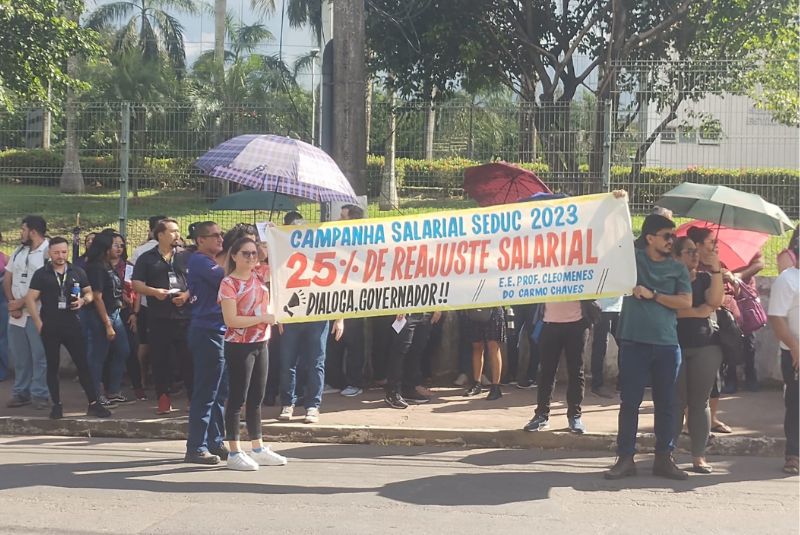 CAMPANHA SALARIAL SEDUC 2023
25% DE REAJUSTE SALARIAL
DIALOGA, GOVERNADOR!!
E.E. PROF. CLEOMENES
DO CARMO CHAVES